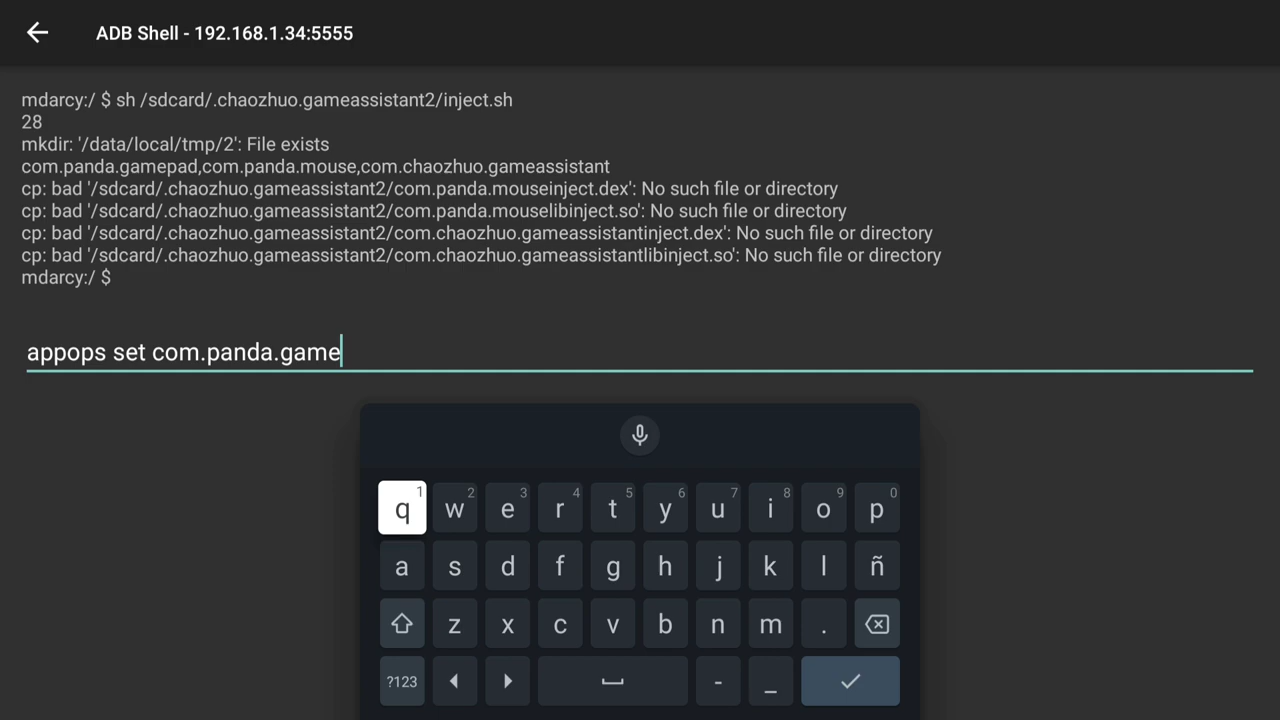 ADB Shell - 192.168.1.34:5555
mdarcy:/ $ sh /sdcard/.chaozhuo.gameassistant2/inject.sh
28
mkdir: '/data/local/tmp/2': File exists
com.panda.gamepad,com.panda.mouse,com.chaozhuo.gameassistant
cp: bad '/sdcard/.chaozhuo.gameassistant2/com.panda.mouseinject.dex': No such file or directory
cp: bad '/sdcard/.chaozhuo.gameassistant2/com.panda.mouselibinject.so': No such file or directory
cp: bad '/sdcard/.chaozhuo.gameassistant2/com.chaozhuo.gameassistantinject.dex': No such file or directory
cp: bad '/sdcard/.chaozhuo.gameassistant2/com.chaozhuo.gameassistantlibinject.so': No such file or directory
mdarcy:/ $
appops set com.panda.game
q 1 w 2 e 3 r 4 t 5 y 6 u 7 i 8 o 9 p 0
a s d f g h j k l ñ
z x c v b n m .
?123 - _